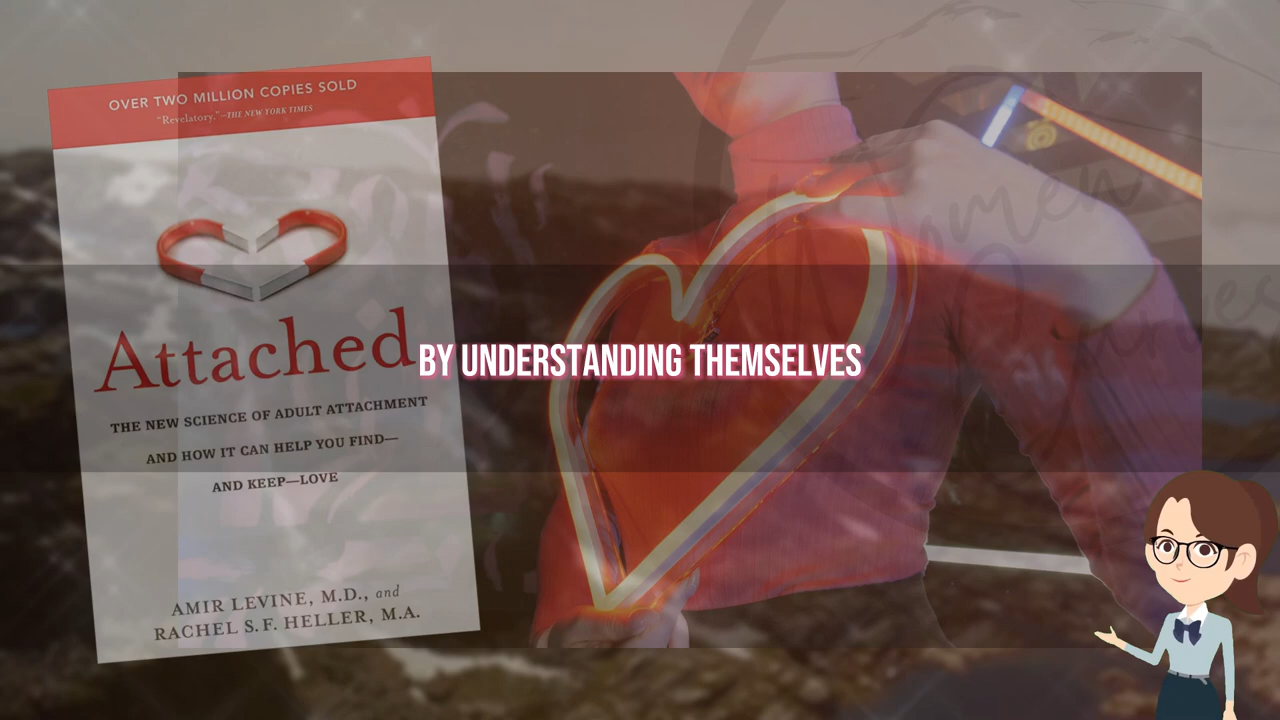 OVER TWO MILLION COPIES SOLD
"Revelatory."—THE NEW YORK TIMES
Attached
BY UNDERSTANDING THEMSELVES
THE NEW SCIENCE OF ADULT ATTACHMENT
AND HOW IT CAN HELP YOU FIND—
AND KEEP—LOVE
AMIR LEVINE, M.D., and
RACHEL S. F. HELLER, M.A.
Women